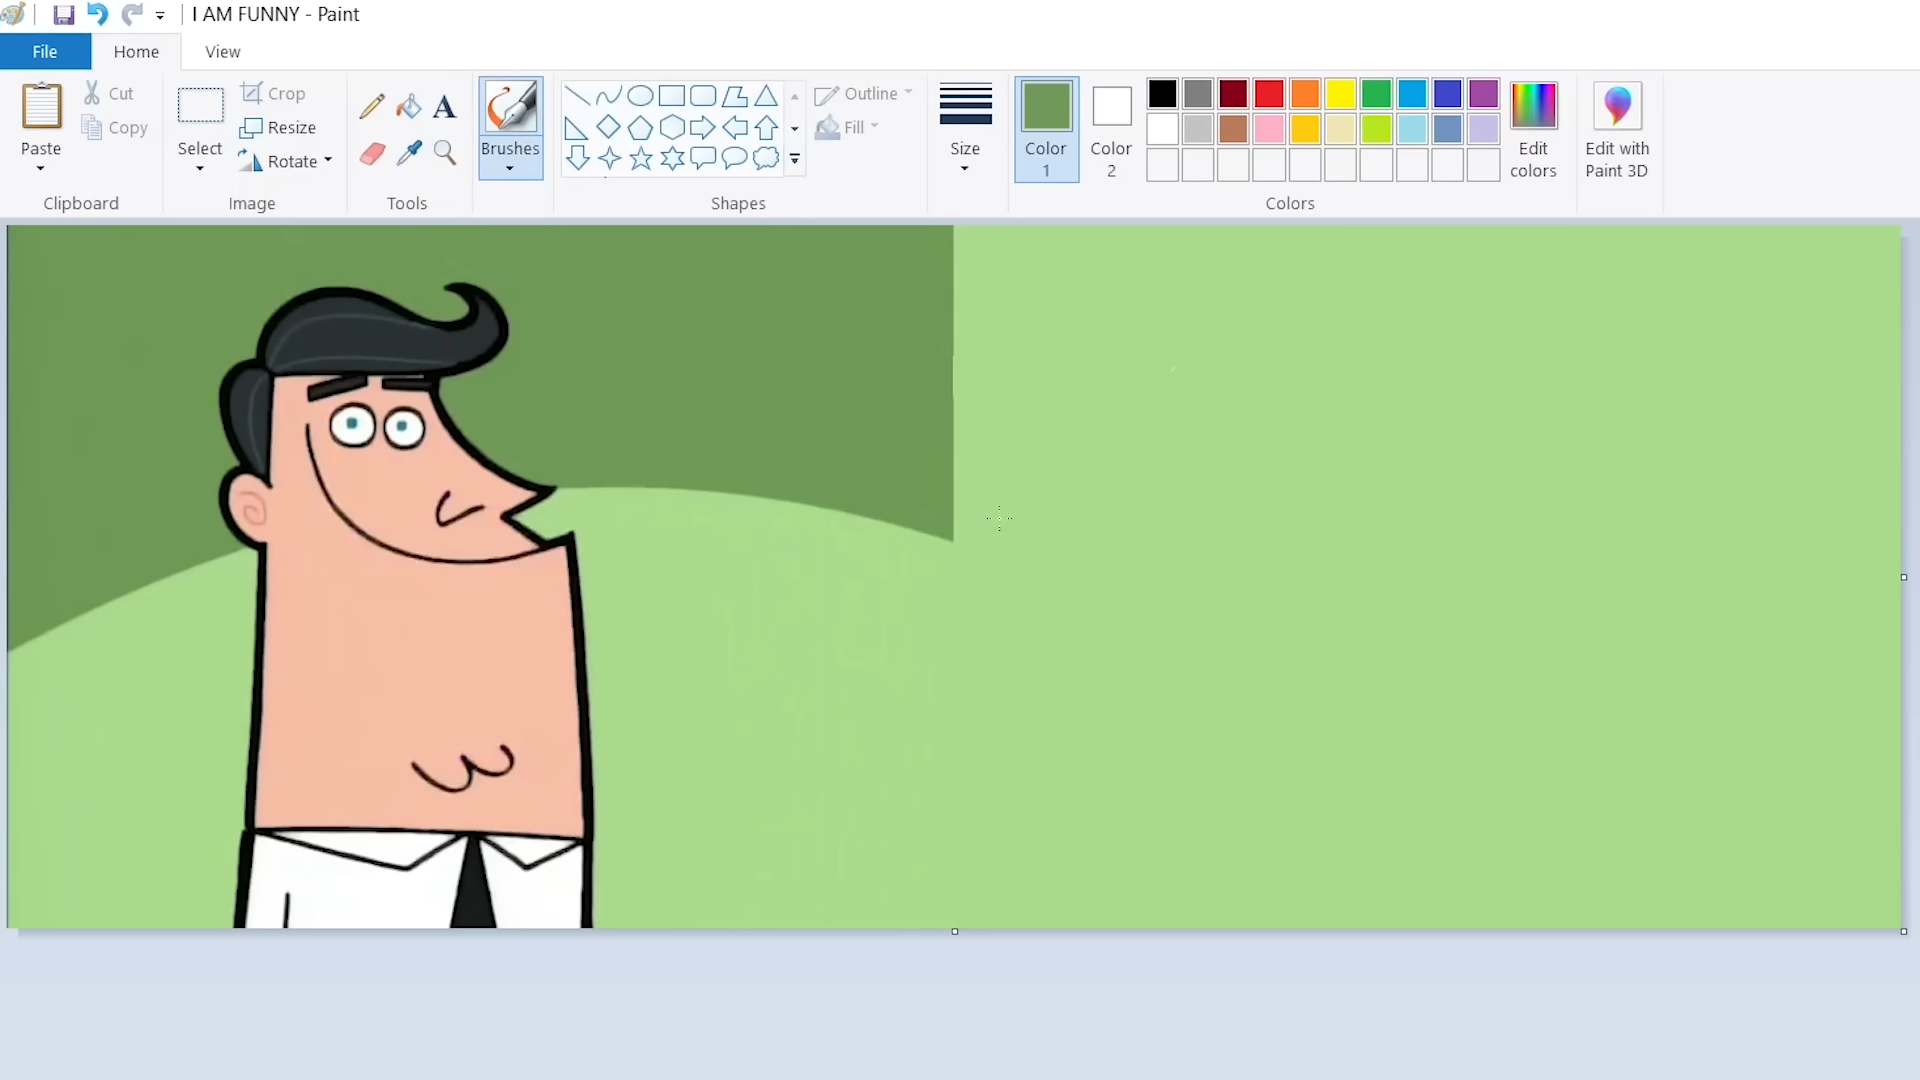 I AM FUNNY - Paint
File Home View
Paste
Cut
Copy
Clipboard
Select
Crop
Resize
Rotate
Image
A
Tools
Brushes
Outline
Fill
Shapes
Size
Color
1
Color
2
Edit
colors
Colors
Edit with
Paint 3D